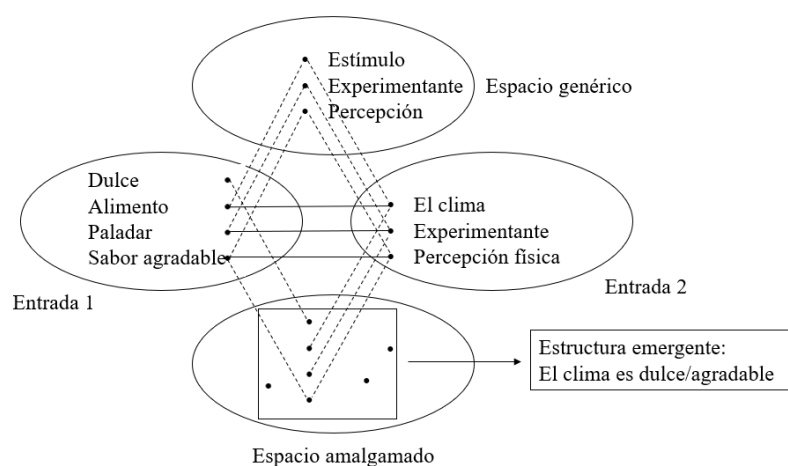 Estímulo
Experimentante
Percepción
Espacio genérico
Dulce
Alimento
Paladar
Sabor agradable
Entrada 1
El clima
Experimentante
Percepción física
Entrada 2
Estructura emergente:
El clima es dulce/agradable
Espacio amalgamado